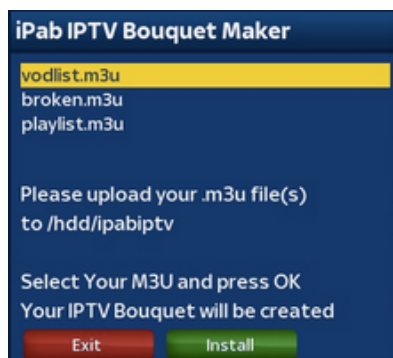 iPab IPTV Bouquet Maker
vodlist.m3u
broken.m3u
playlist.m3u
Please upload your .m3u file(s)
to /hdd/ipabiptv
Select Your M3U and press OK
Your IPTV Bouquet will be created
Exit Install